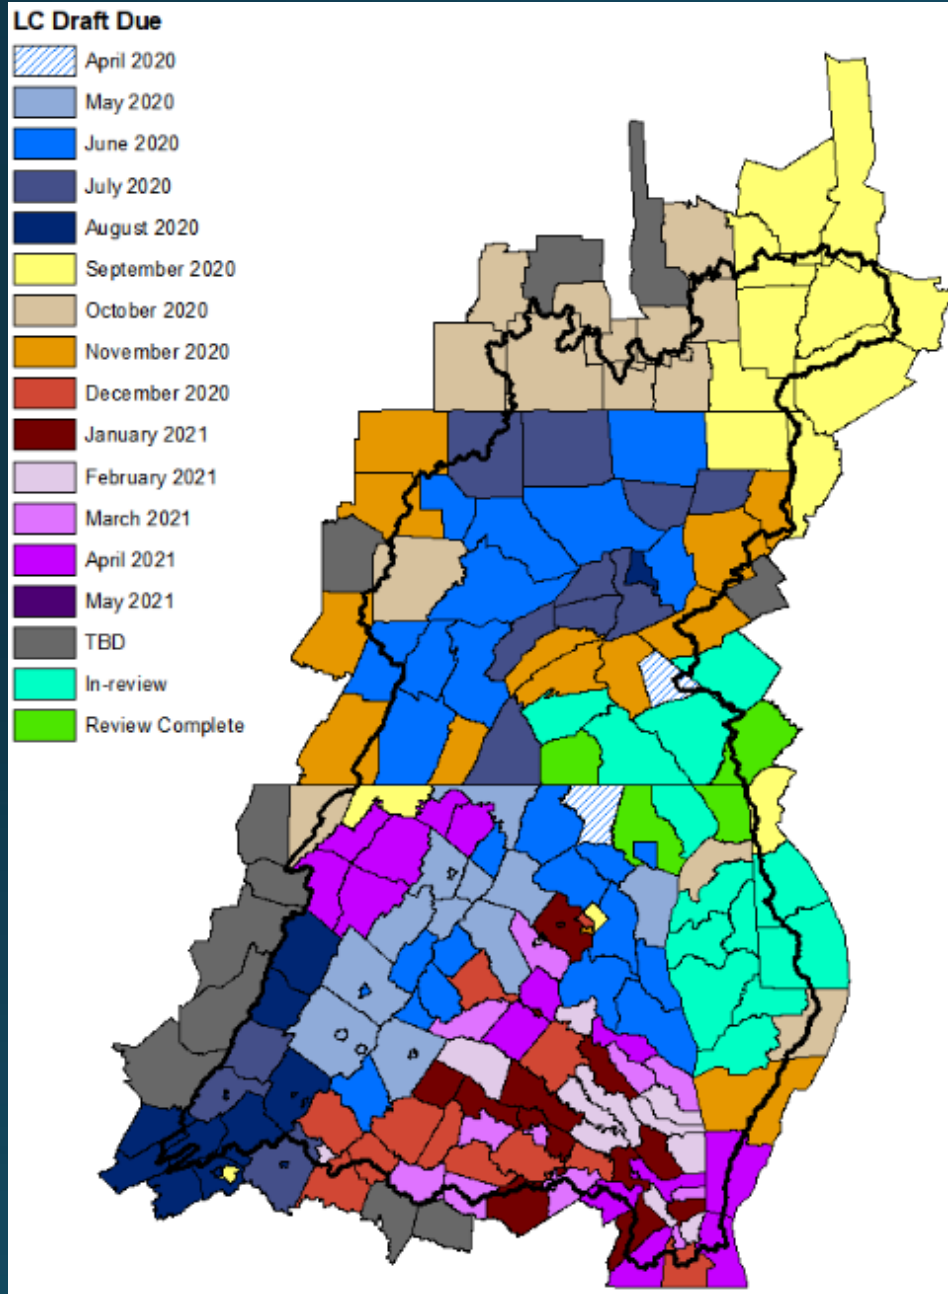 LC Draft Due
April 2020
May 2020
June 2020
July 2020
August 2020
September 2020
October 2020
November 2020
December 2020
January 2021
February 2021
March 2021
April 2021
May 2021
TBD
In-review
Review Complete